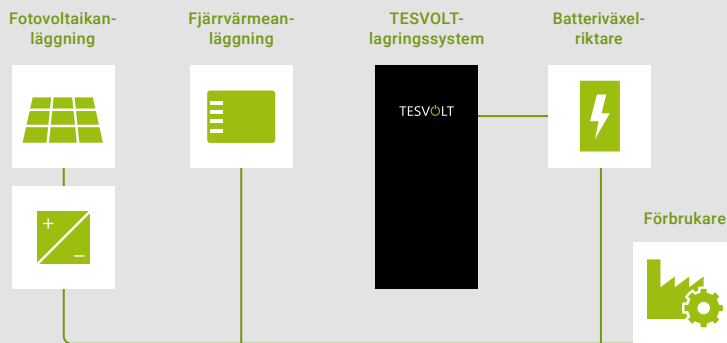 Fotovoltaikan-
läggning
Fjärrvärmean-
läggning
TESVOLT-
lagringssystem
Batteriväxel-
riktare
TESVOLT
+
–
Förbrukare